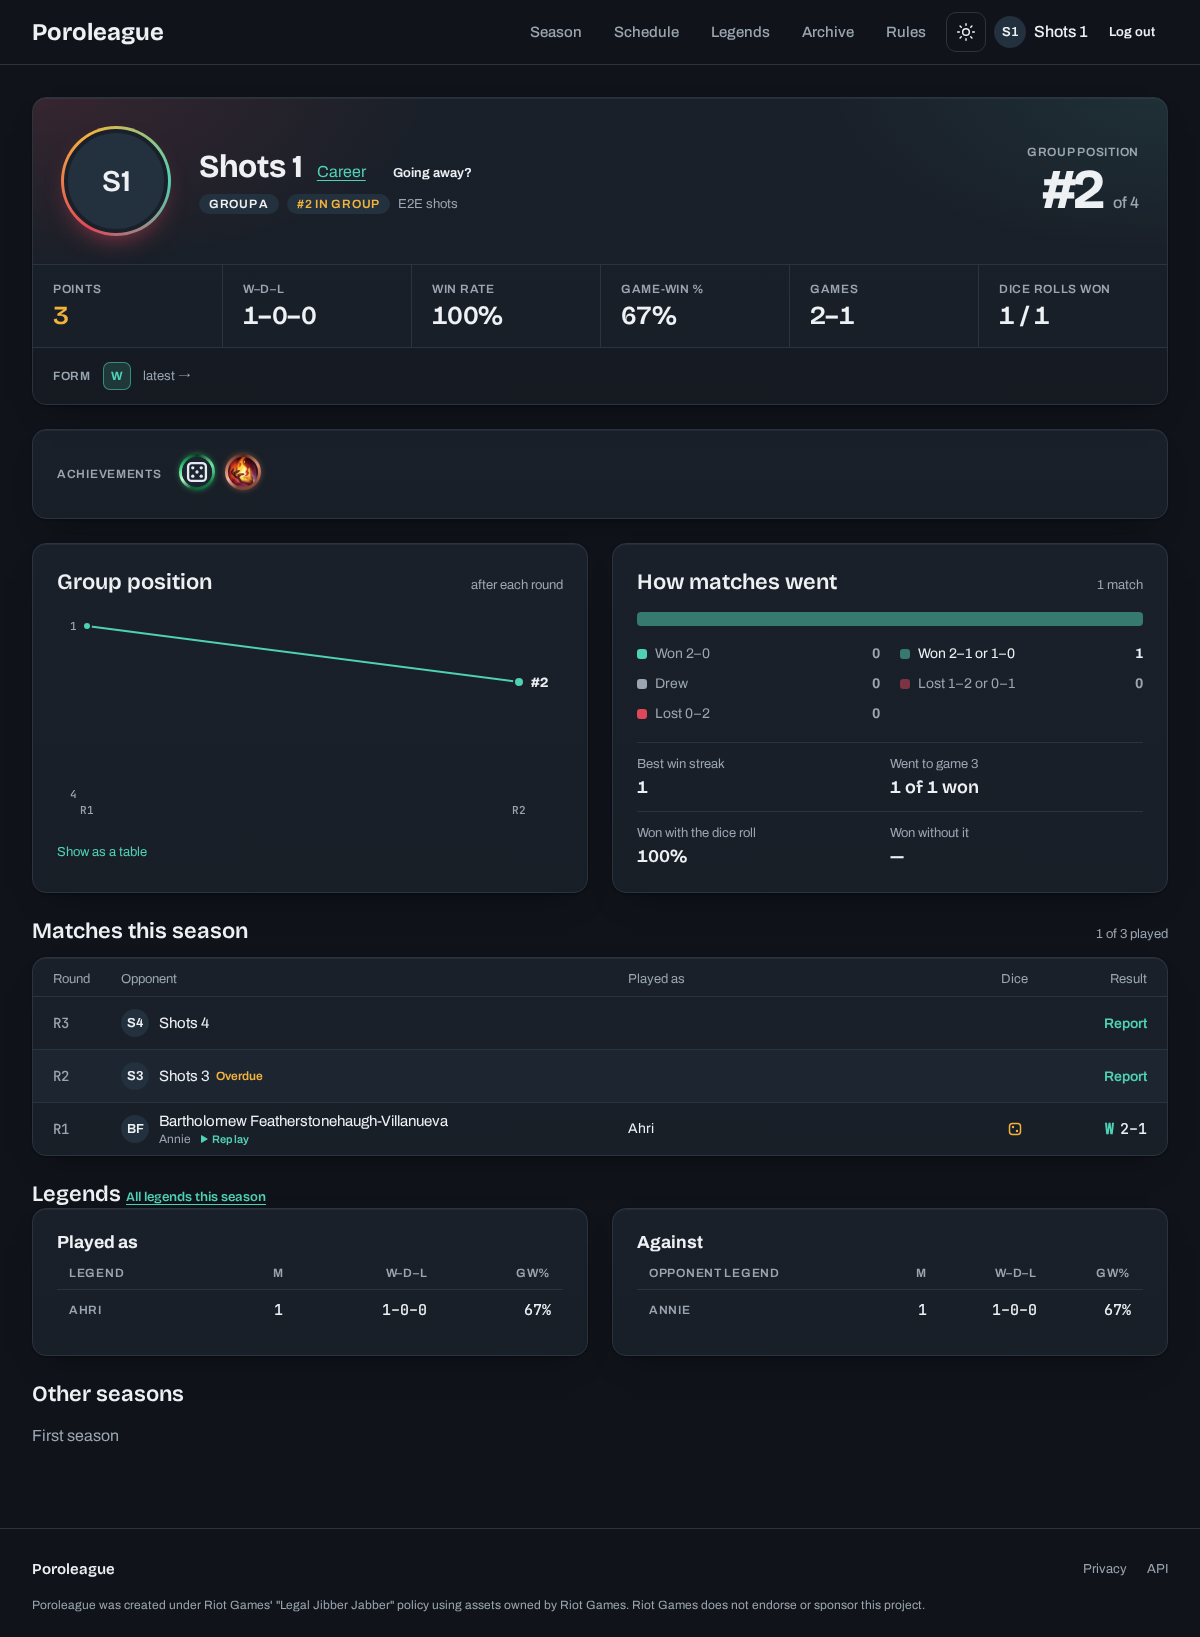 Poroleague
Season Schedule Legends Archive Rules S1 Shots 1 Log out
S1
Shots 1 Career Going away?
GROUP A #2 IN GROUP E2E shots
GROUP POSITION
#2 of 4
POINTS W–D–L WIN RATE GAME-WIN % GAMES DICE ROLLS WON
3 1–0–0 100% 67% 2–1 1 / 1
FORM W latest →
ACHIEVEMENTS
Group position after each round
1
#2
4
R1 R2
Show as a table
How matches went 1 match
Won 2–0 0 Won 2–1 or 1–0 1
Drew 0 Lost 1–2 or 0–1 0
Lost 0–2 0
Best win streak Went to game 3
1 1 of 1 won
Won with the dice roll Won without it
100% —
Matches this season 1 of 3 played
Round Opponent Played as Dice Result
R3 S4 Shots 4 Report
R2 S3 Shots 3 Overdue Report
R1 BF Bartholomew Featherstonehaugh-Villanueva Ahri W 2–1
Annie Replay
Legends All legends this season
Played as
LEGEND M W–D–L GW%
AHRI 1 1–0–0 67%
Against
OPPONENT LEGEND M W–D–L GW%
ANNIE 1 1–0–0 67%
Other seasons
First season
Poroleague Privacy API
Poroleague was created under Riot Games' "Legal Jibber Jabber" policy using assets owned by Riot Games. Riot Games does not endorse or sponsor this project.